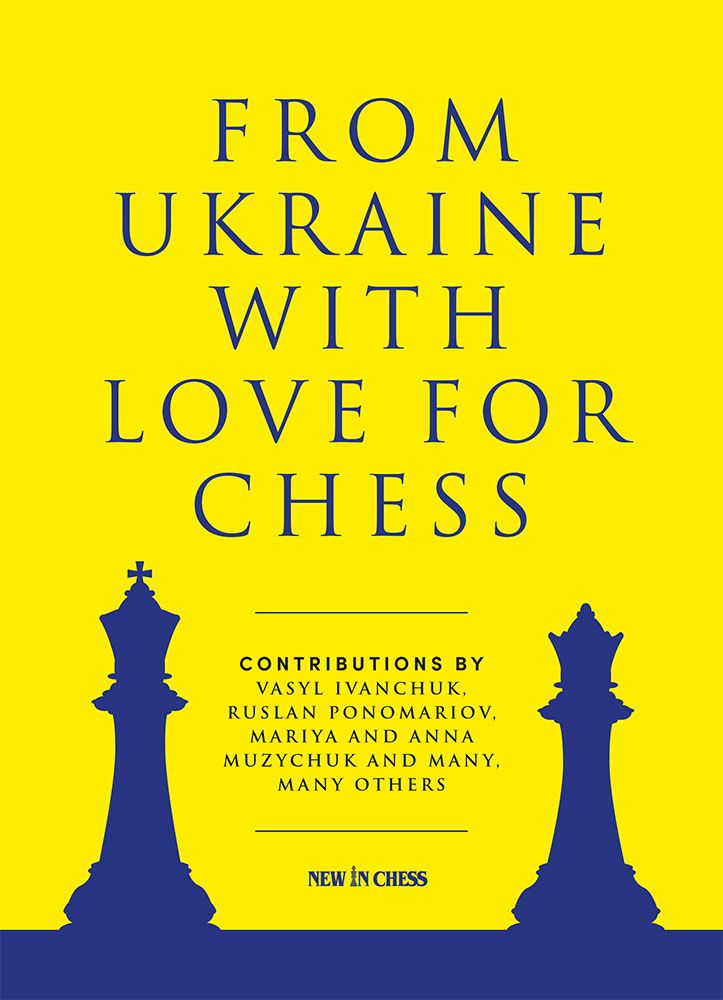 FROM
UKRAINE
WITH
LOVE FOR
CHESS
CONTRIBUTIONS BY
VASYL IVANCHUK,
RUSLAN PONOMARIOV,
MARIYA AND ANNA
MUZYCHUK AND MANY,
MANY OTHERS
NEW IN CHESS